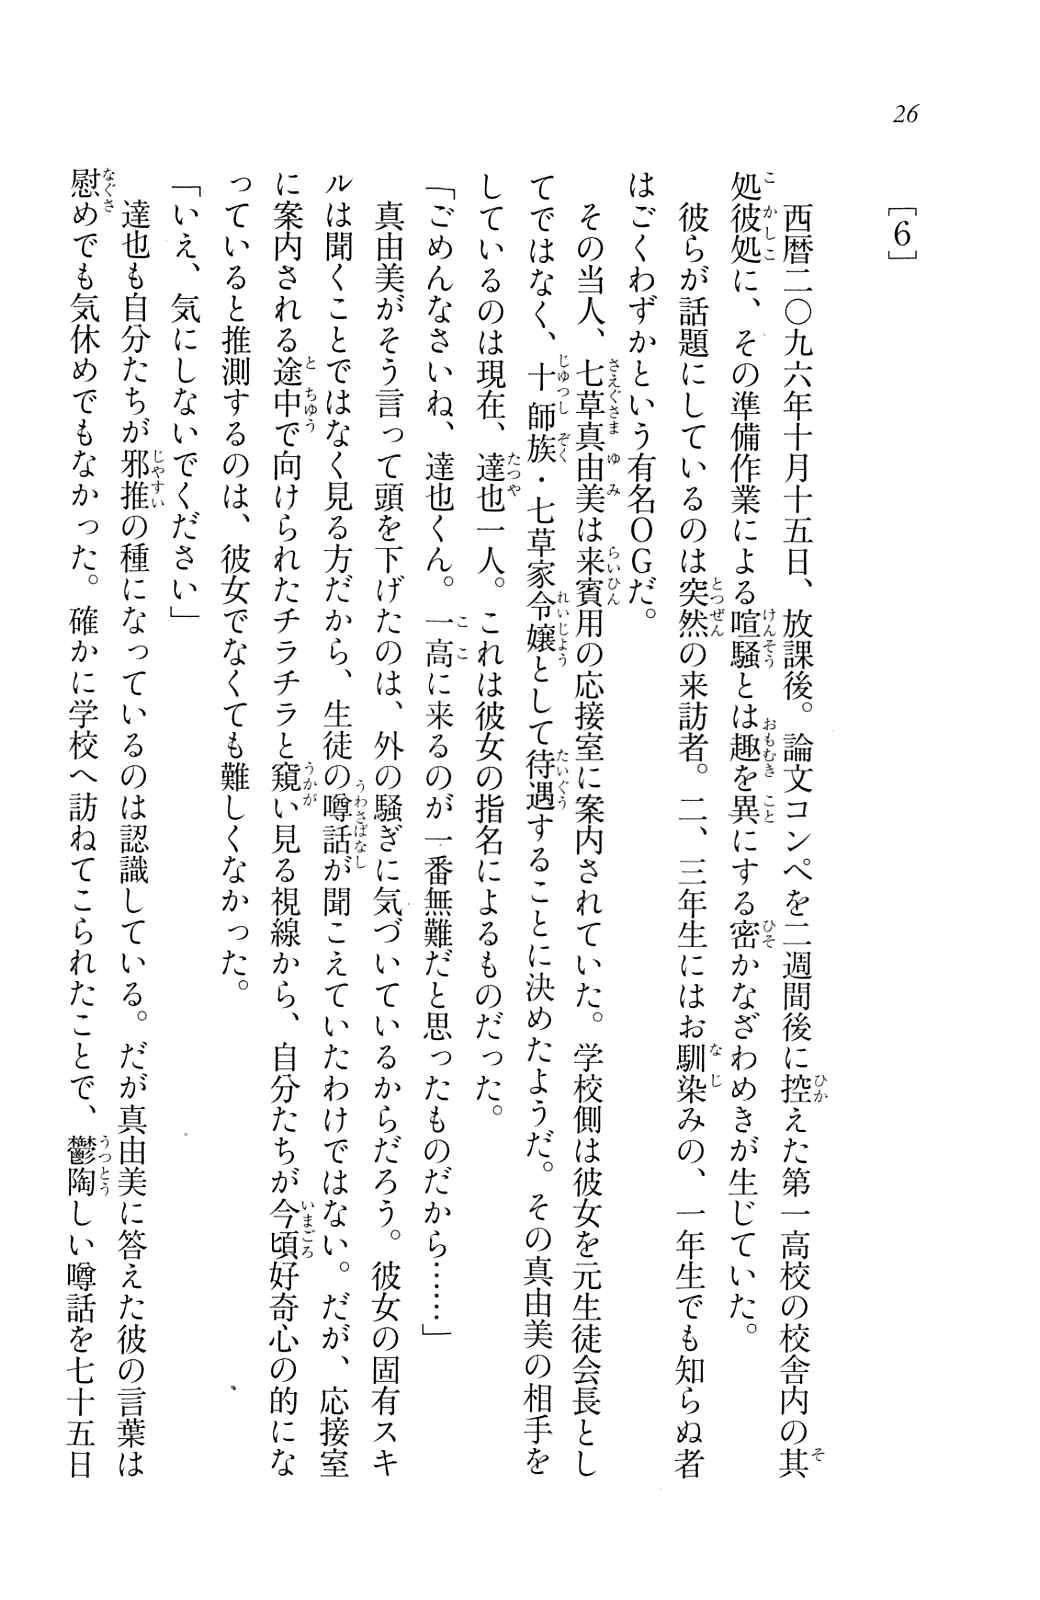 26
[6]
西暦二〇九六年十月十五日、放課後。論文コンペを二週間後に控えた第一高校の校舎内の其
処彼処に、その準備作業による喧騒とは趣を異にする密かなざわめきが生じていた。
彼らが話題にしているのは突然の来訪者。二、三年生にはお馴染みの、一年生でも知らぬ者
はごくわずかという有名ОGだ。
その当人、七草真由美は来賓用の応接室に案内されていた。学校側は彼女を元生徒会長とし
てではなく、十師族・七草家令嬢として待遇することに決めたようだ。その真由美の相手を
しているのは現在、達也一人。これは彼女の指名によるものだった。
「ごめんなさいね、達也くん。一高に来るのが一番無難だと思ったものだから……」
真由美がそう言って頭を下げたのは、外の騒ぎに気づいているからだろう。彼女の固有スキ
ルは聞くことではなく見る方だから、生徒の噂話が聞こえていたわけではない。だが、応接室
に案内される途中で向けられたチラチラと窺い見る視線から、自分たちが今頃好奇心の的にな
っていると推測するのは、彼女でなくても難しくなかった。
「いえ、気にしないでください」
達也も自分たちが邪推の種になっているのは認識している。だが真由美に答えた彼の言葉は
慰めでも気休めでもなかった。確かに学校へ訪ねてこられたことで、鬱陶しい噂話を七十五日